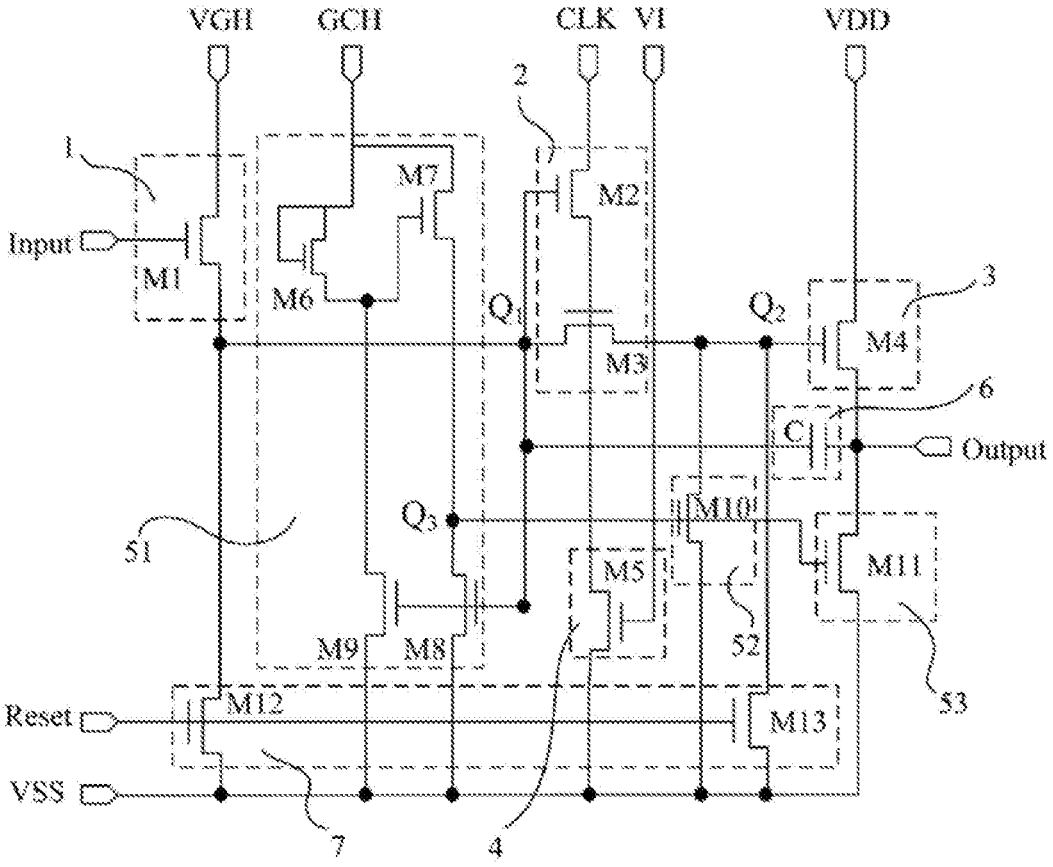 VGH GCH CLK VI VDD
2
1
M7
M2
Input
M1
M6
Q₁
Q₂
3
M3
M4
6
C
Output
Q₃
M10
51
M5
M11
52
M9 M8
53
Reset
M12
M13
VSS
7
4